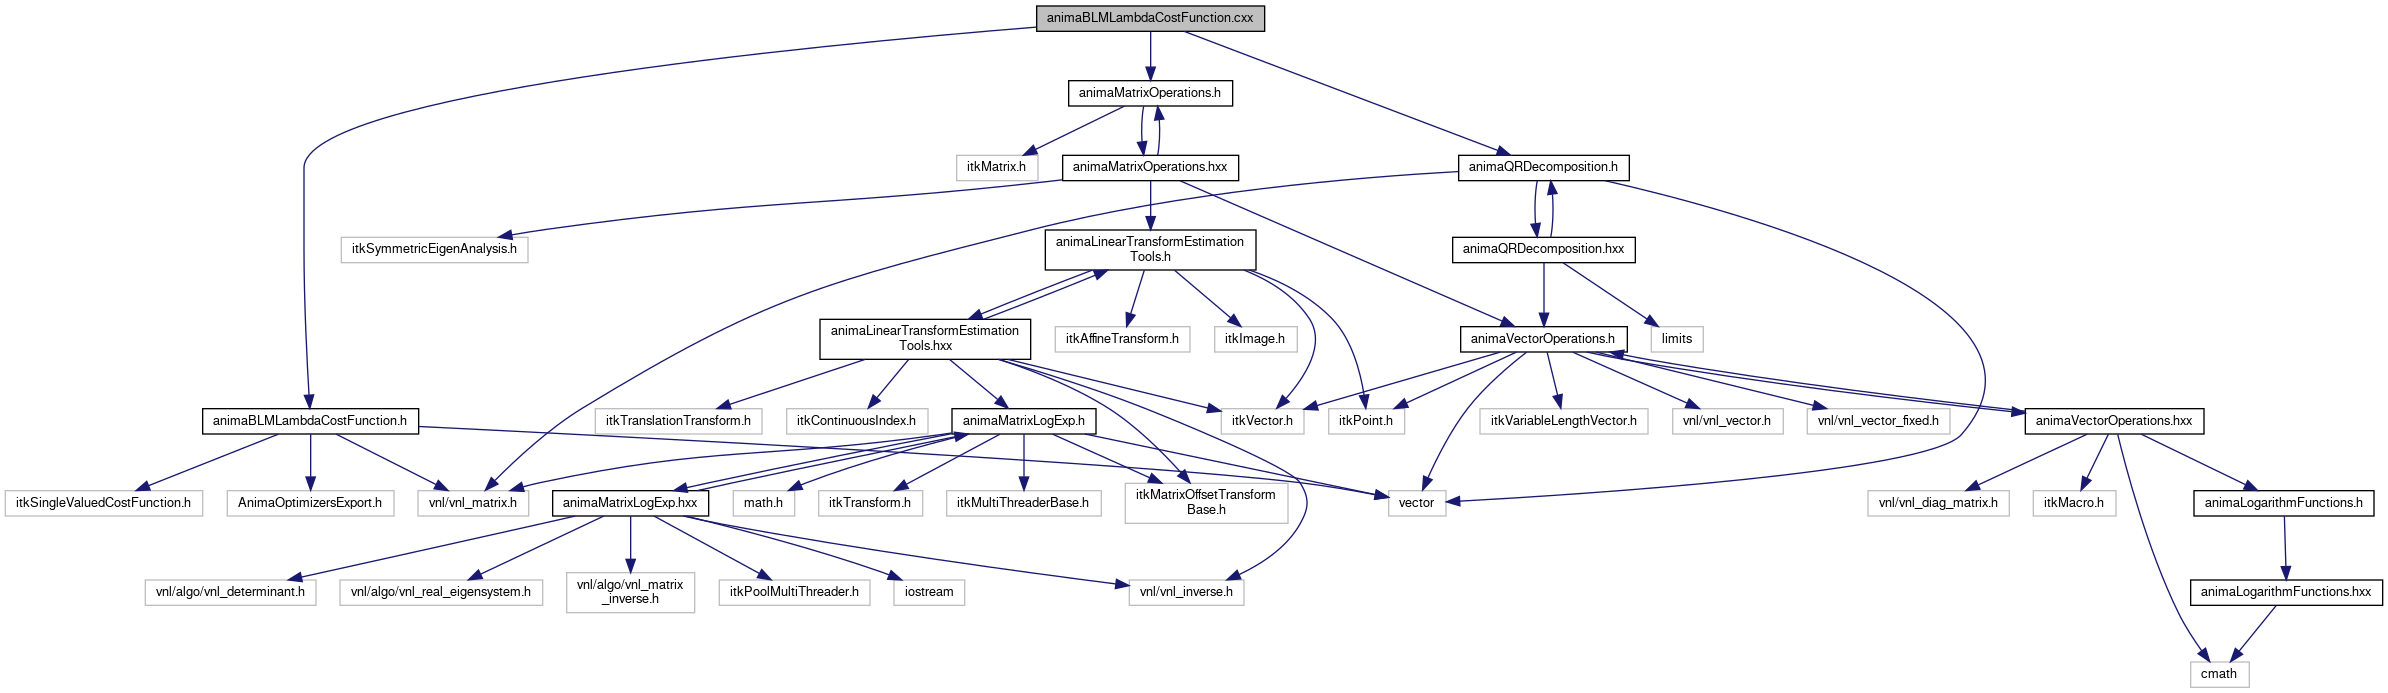 animaBLMLambdaCostFunction.cxx
animaMatrixOperations.h
itkMatrix.h
animaMatrixOperations.hxx
animaQRDecomposition.h
itkSymmetricEigenAnalysis.h
animaLinearTransformEstimation
Tools.h
animaQRDecomposition.hxx
animaLinearTransformEstimation
Tools.hxx
itkAffineTransform.h
itkImage.h
animaVectorOperations.h
limits
animaBLMLambdaCostFunction.h
itkTranslationTransform.h
itkContinuousIndex.h
animaMatrixLogExp.h
itkVector.h
itkPoint.h
itkVariableLengthVector.h
vnl/vnl_vector.h
vnl/vnl_vector_fixed.h
animaVectorOperations.hxx
itkSingleValuedCostFunction.h
AnimaOptimizersExport.h
vnl/vnl_matrix.h
animaMatrixLogExp.hxx
math.h
itkTransform.h
itkMultiThreaderBase.h
itkMatrixOffsetTransform
Base.h
vector
vnl/vnl_diag_matrix.h
itkMacro.h
animaLogarithmFunctions.h
vnl/algo/vnl_determinant.h
vnl/algo/vnl_real_eigensystem.h
vnl/algo/vnl_matrix
_inverse.h
itkPoolMultiThreader.h
iostream
vnl/vnl_inverse.h
animaLogarithmFunctions.hxx
cmath